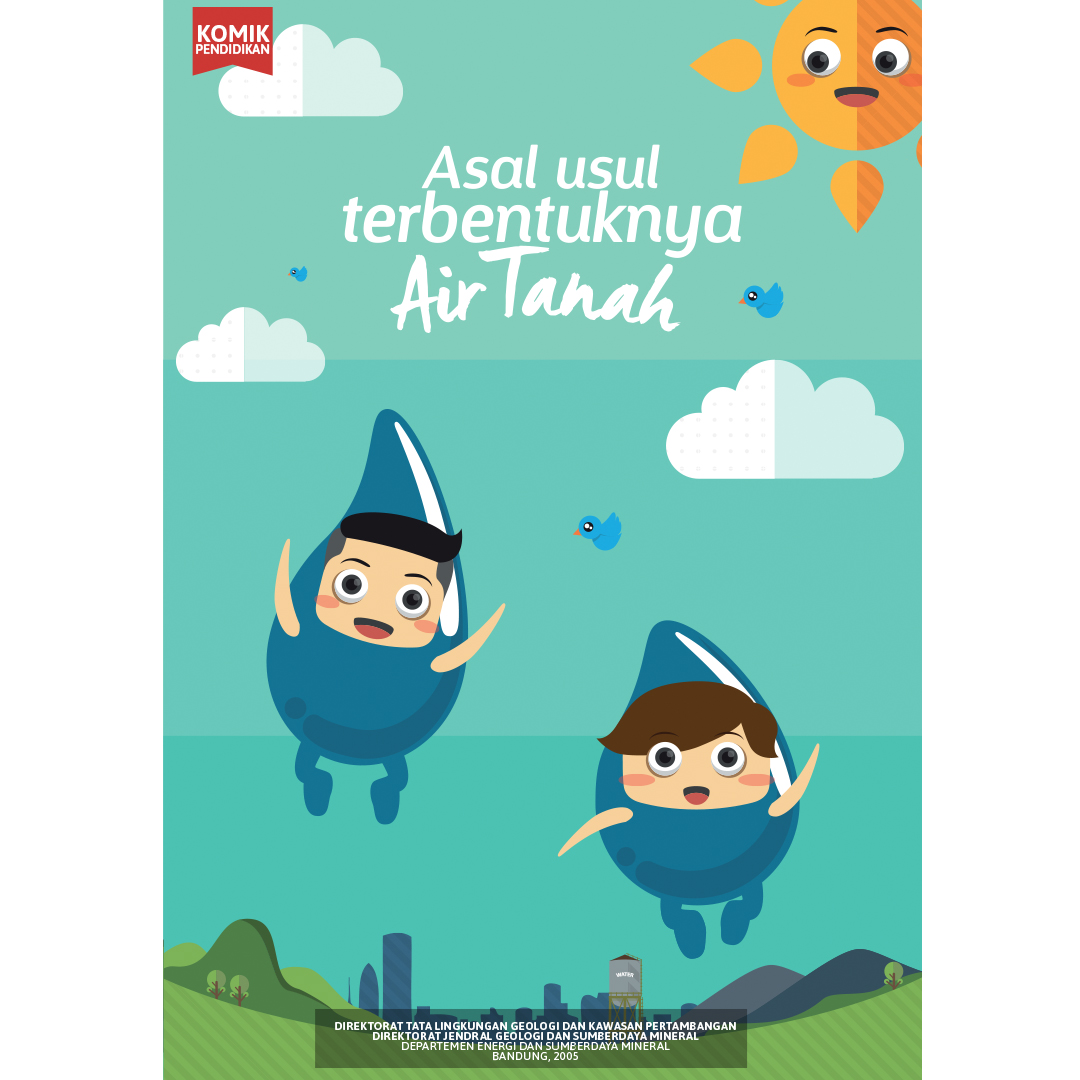 KOMIK
PENDIDIKAN
Asal usul
terbentuknya
Air Tanah
WATER
DIREKTORAT TATA LINGKUNGAN GEOLOGI DAN KAWASAN PERTAMBANGAN
DIREKTORAT JENDRAL GEOLOGI DAN SUMBERDAYA MINERAL
DEPARTEMEN ENERGI DAN SUMBERDAYA MINERAL
BANDUNG, 2005